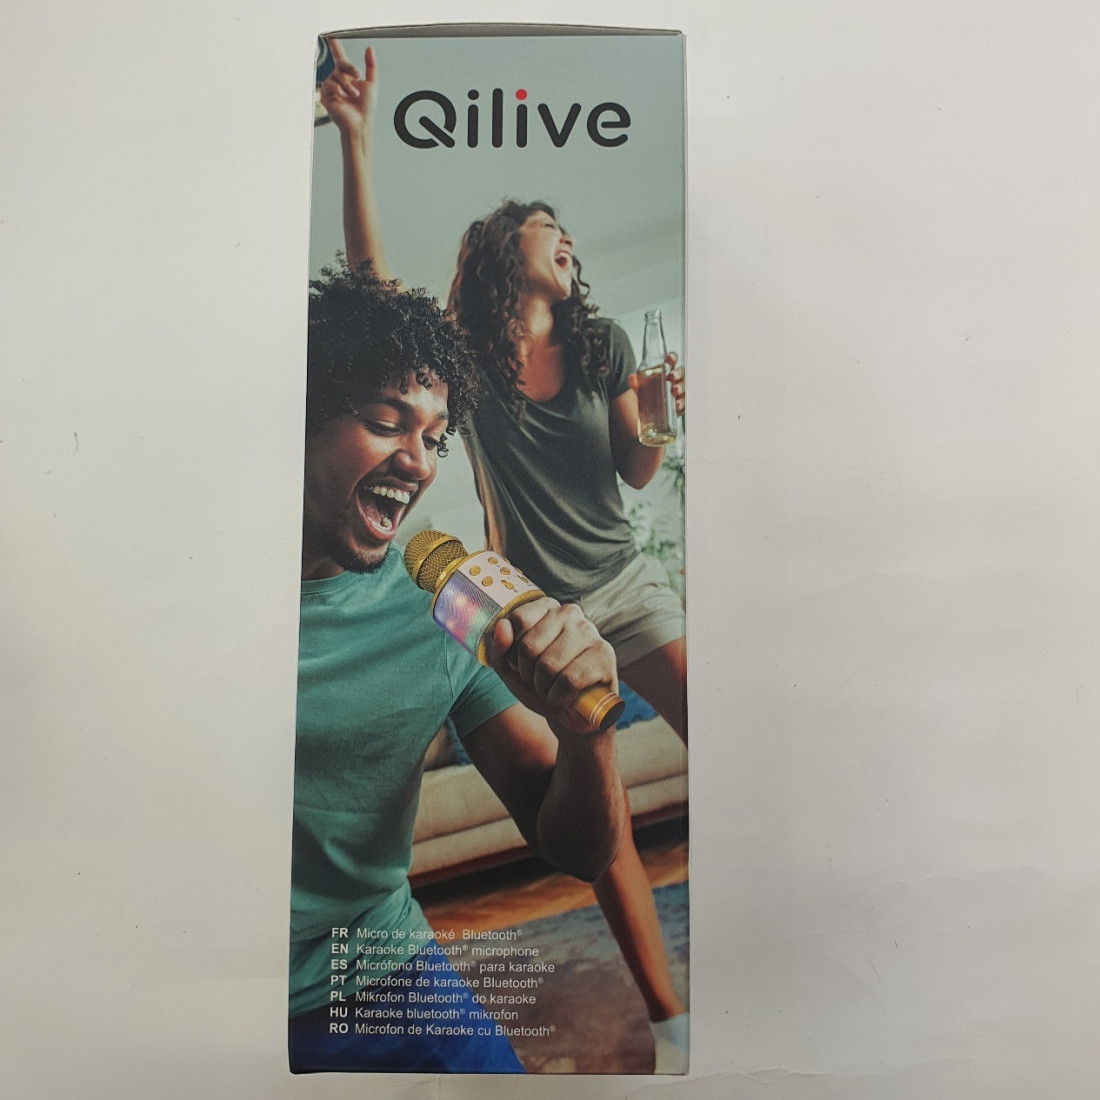 Qilive
FR Micro de karaoké Bluetooth®
EN Karaoke Bluetooth® microphone
ES Micrófono Bluetooth® para karaoke
PT Microfone de karaoke Bluetooth®
PL Mikrofon Bluetooth® do karaoke
HU Karaoke bluetooth® mikrofon
RO Microfon de Karaoke cu Bluetooth®